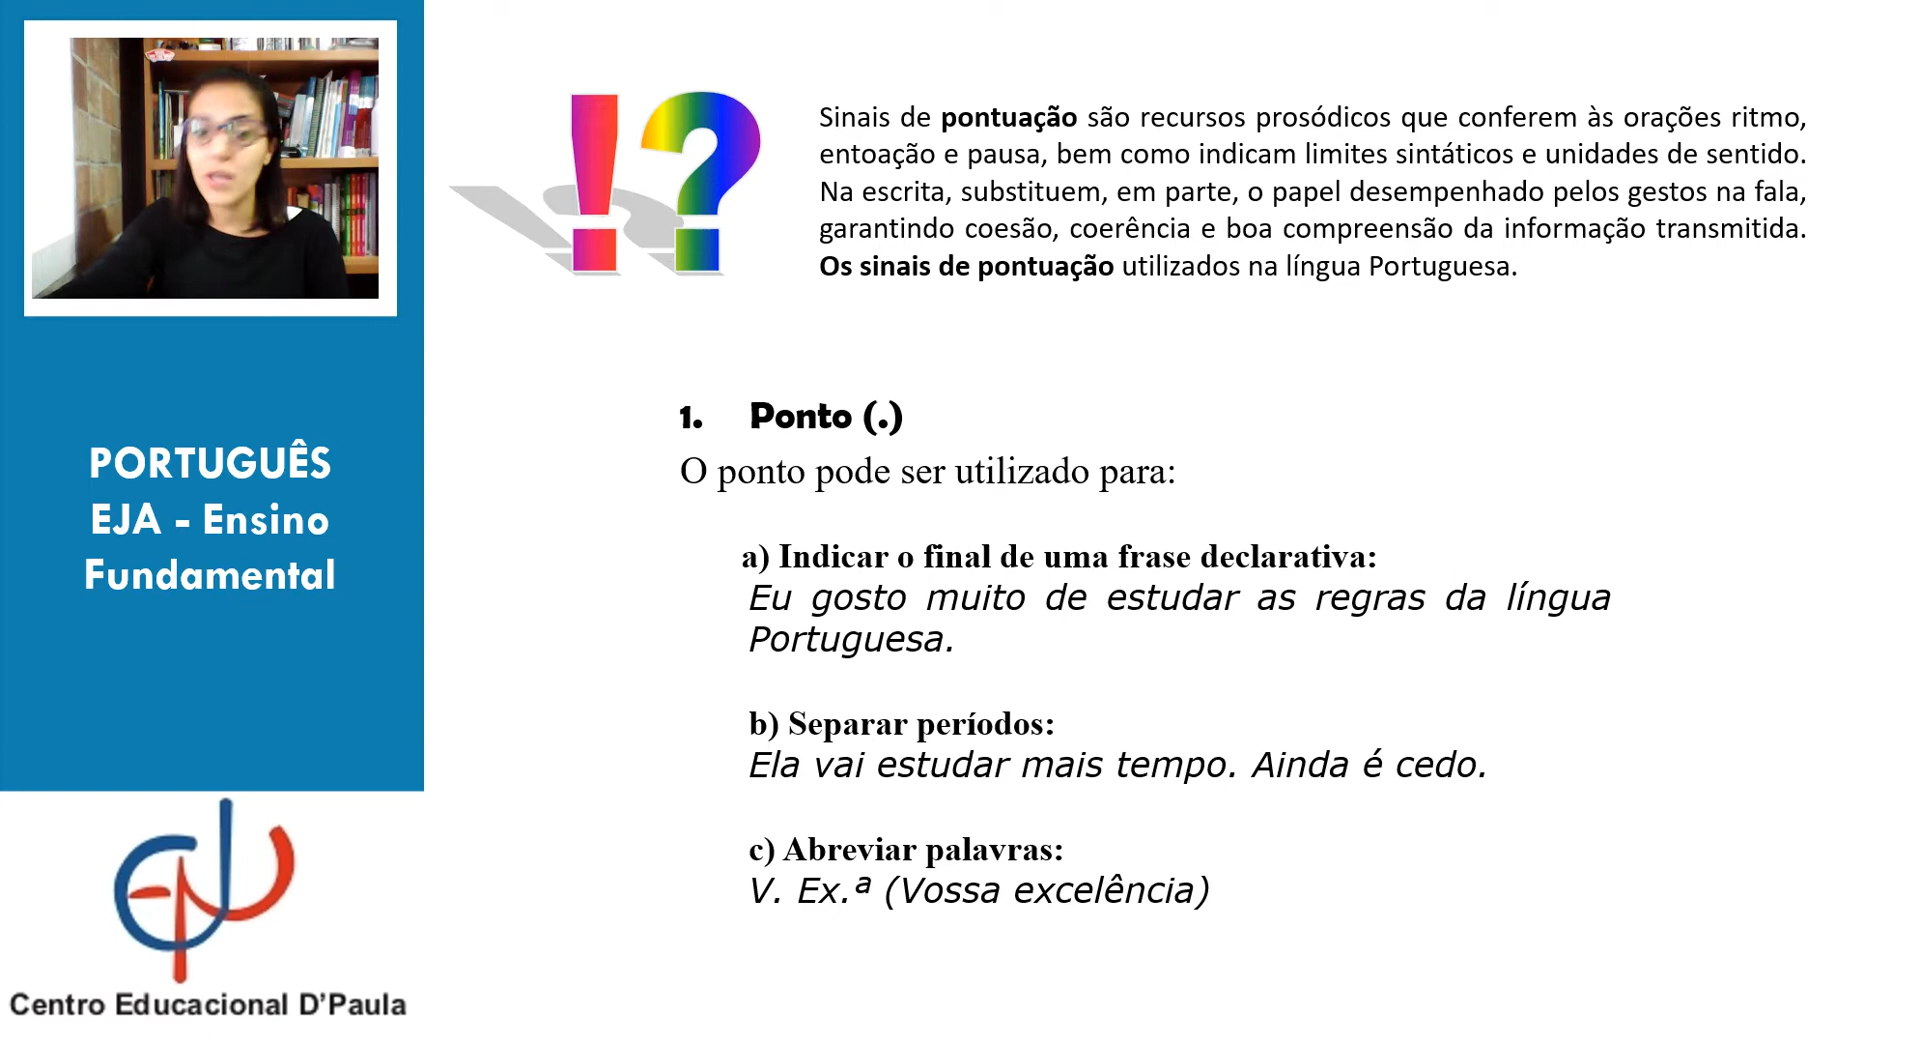 !?
Sinais de pontuação são recursos prosódicos que conferem às orações ritmo,
entoação e pausa, bem como indicam limites sintáticos e unidades de sentido.
Na escrita, substituem, em parte, o papel desempenhado pelos gestos na fala,
garantindo coesão, coerência e boa compreensão da informação transmitida.
Os sinais de pontuação utilizados na língua Portuguesa.
1. Ponto (.)
O ponto pode ser utilizado para:
a) Indicar o final de uma frase declarativa:
Eu gosto muito de estudar as regras da língua
Portuguesa.
b) Separar períodos:
Ela vai estudar mais tempo. Ainda é cedo.
c) Abreviar palavras:
V. Ex.ª (Vossa excelência)
PORTUGUÊS
EJA - Ensino
Fundamental
Centro Educacional D’Paula